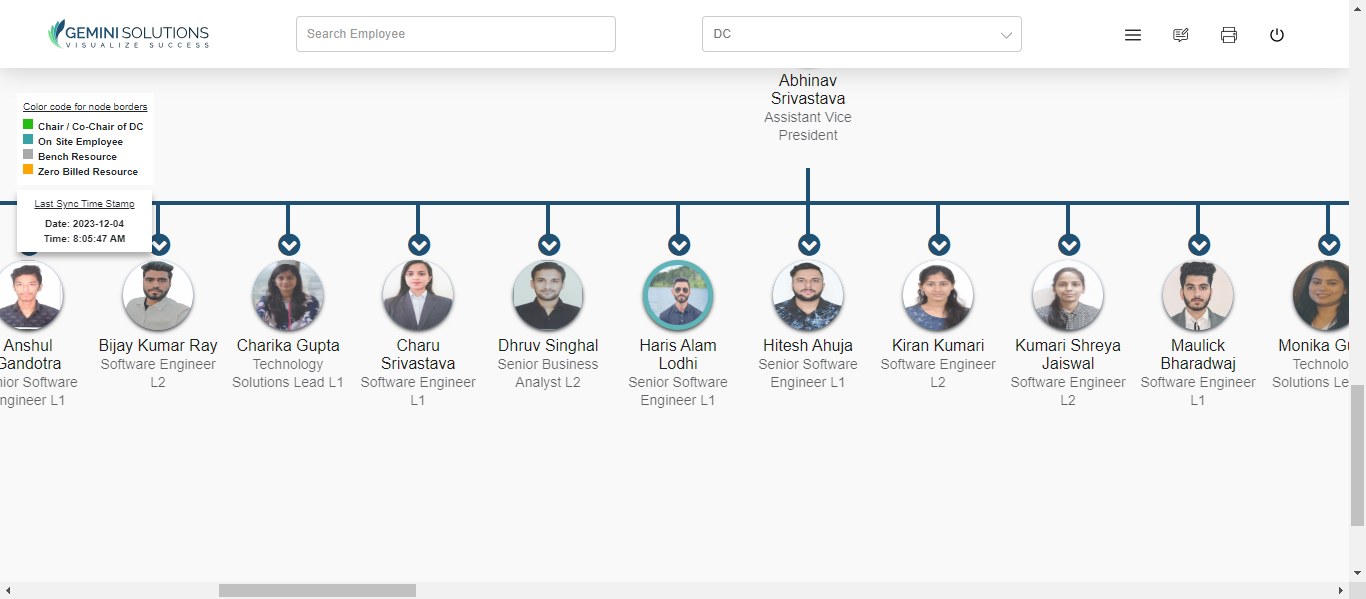 GEMINI SOLUTIONS
VISUALIZE SUCCESS
Search Employee
DC
Abhinav
Srivastava
Assistant Vice
President
Color code for node borders
Chair / Co-Chair of DC
On Site Employee
Bench Resource
Zero Billed Resource
Last Sync Time Stamp
Date: 2023-12-04
Time: 8:05:47 AM
Anshul
Gandotra
nior Software
ngineer L1
Bijay Kumar Ray
Software Engineer
L2
Charika Gupta
Technology
Solutions Lead L1
Charu
Srivastava
Software Engineer
L1
Dhruv Singhal
Senior Business
Analyst L2
Haris Alam
Lodhi
Senior Software
Engineer L1
Hitesh Ahuja
Senior Software
Engineer L1
Kiran Kumari
Software Engineer
L2
Kumari Shreya
Jaiswal
Software Engineer
L2
Maulick
Bharadwaj
Software Engineer
L1
Monika Gu
Technolo
Solutions Le